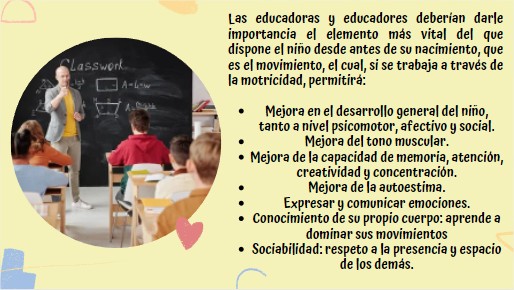 Las educadoras y educadores deberían darle
importancia el elemento más vital del que
dispone el niño desde antes de su nacimiento, que
es el movimiento, el cual, si se trabaja a través de
la motricidad, permitirá:
• Mejora en el desarrollo general del niño,
tanto a nivel psicomotor, afectivo y social.
• Mejora del tono muscular.
• Mejora de la capacidad de memoria, atención,
creatividad y concentración.
• Mejora de la autoestima.
• Expresar y comunicar emociones.
• Conocimiento de su propio cuerpo: aprende a
dominar sus movimientos
• Sociabilidad: respeto a la presencia y espacio
de los demás.
Classwork
A=L×w